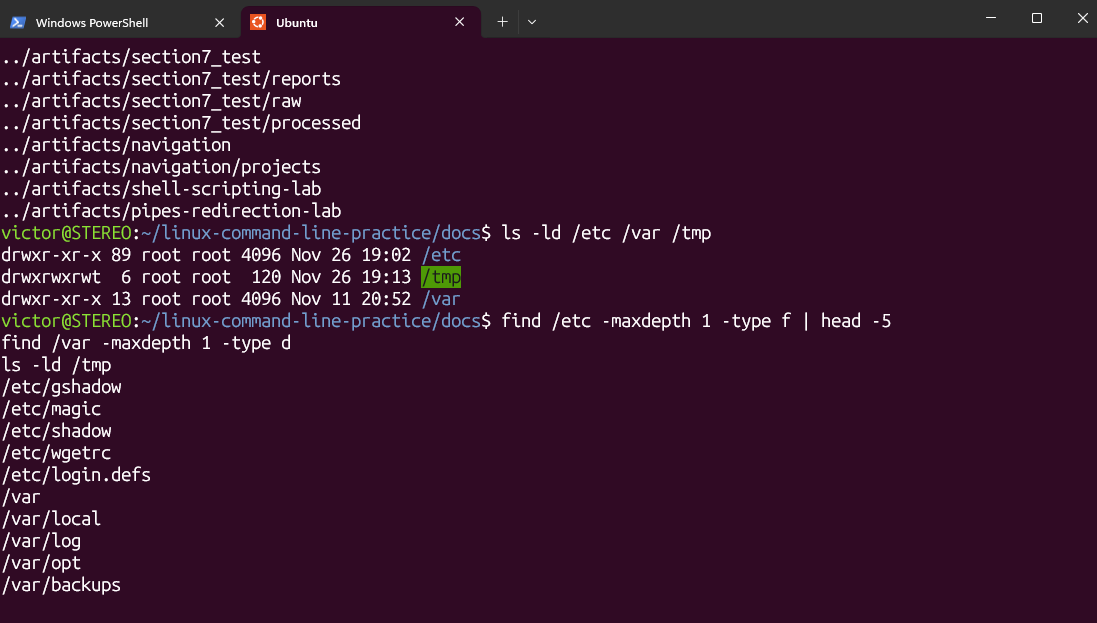 Windows PowerShell
Ubuntu
../artifacts/section7_test
../artifacts/section7_test/reports
../artifacts/section7_test/raw
../artifacts/section7_test/processed
../artifacts/navigation
../artifacts/navigation/projects
../artifacts/shell-scripting-lab
../artifacts/pipes-redirection-lab
victor@STEREO:~/linux-command-line-practice/docs$ ls -ld /etc /var /tmp
drwxr-xr-x 89 root root 4096 Nov 26 19:02 /etc
drwxrwxrwt  6 root root  120 Nov 26 19:13 /tmp
drwxr-xr-x 13 root root 4096 Nov 11 20:52 /var
victor@STEREO:~/linux-command-line-practice/docs$ find /etc -maxdepth 1 -type f | head -5
find /var -maxdepth 1 -type d
ls -ld /tmp
/etc/gshadow
/etc/magic
/etc/shadow
/etc/wgetrc
/etc/login.defs
/var
/var/local
/var/log
/var/opt
/var/backups